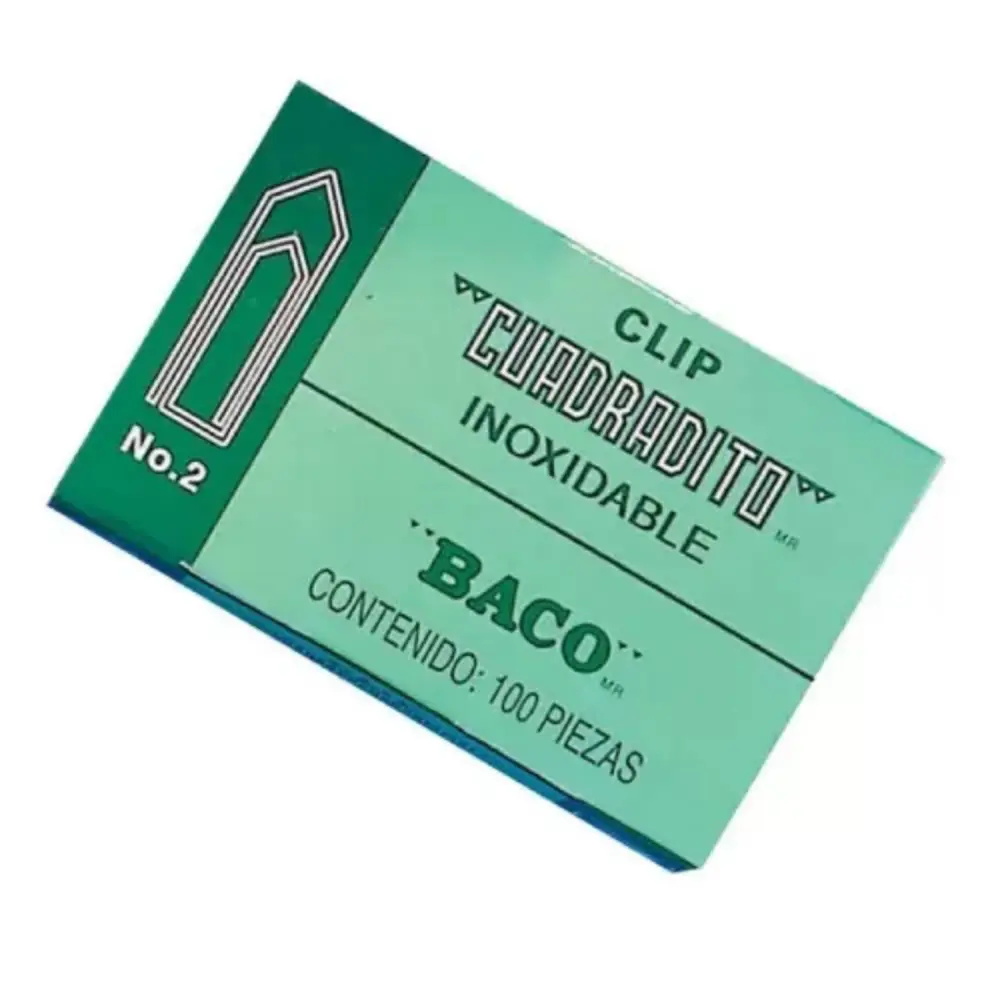 No.2
CLIP
"CUADRADITO" MR
INOXIDABLE
"BACO" MR
CONTENIDO: 100 PIEZAS